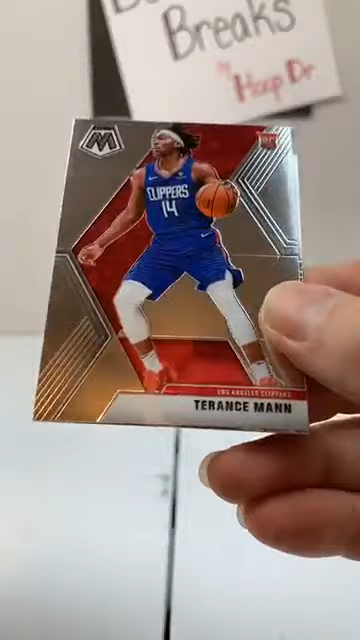 Breaks
Hoop Dr
M
RC
CLIPPERS
14
LOS ANGELES CLIPPERS
TERANCE MANN